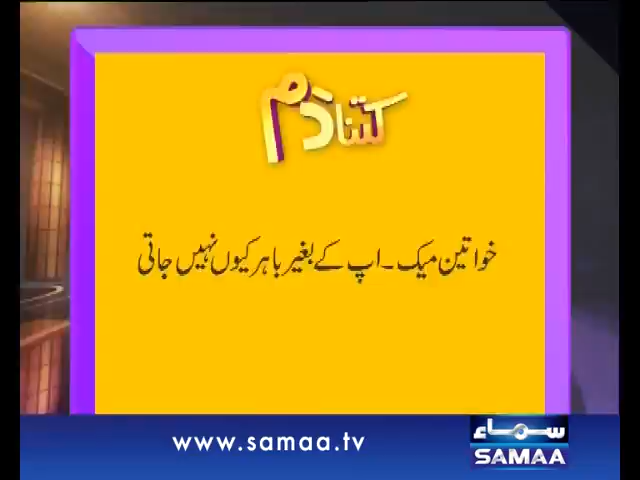 کتنا دم
خواتین میک ۔ اپ کے بغیر باہر کیوں نہیں جاتی
www.samaa.tv
سماء
SAMAA